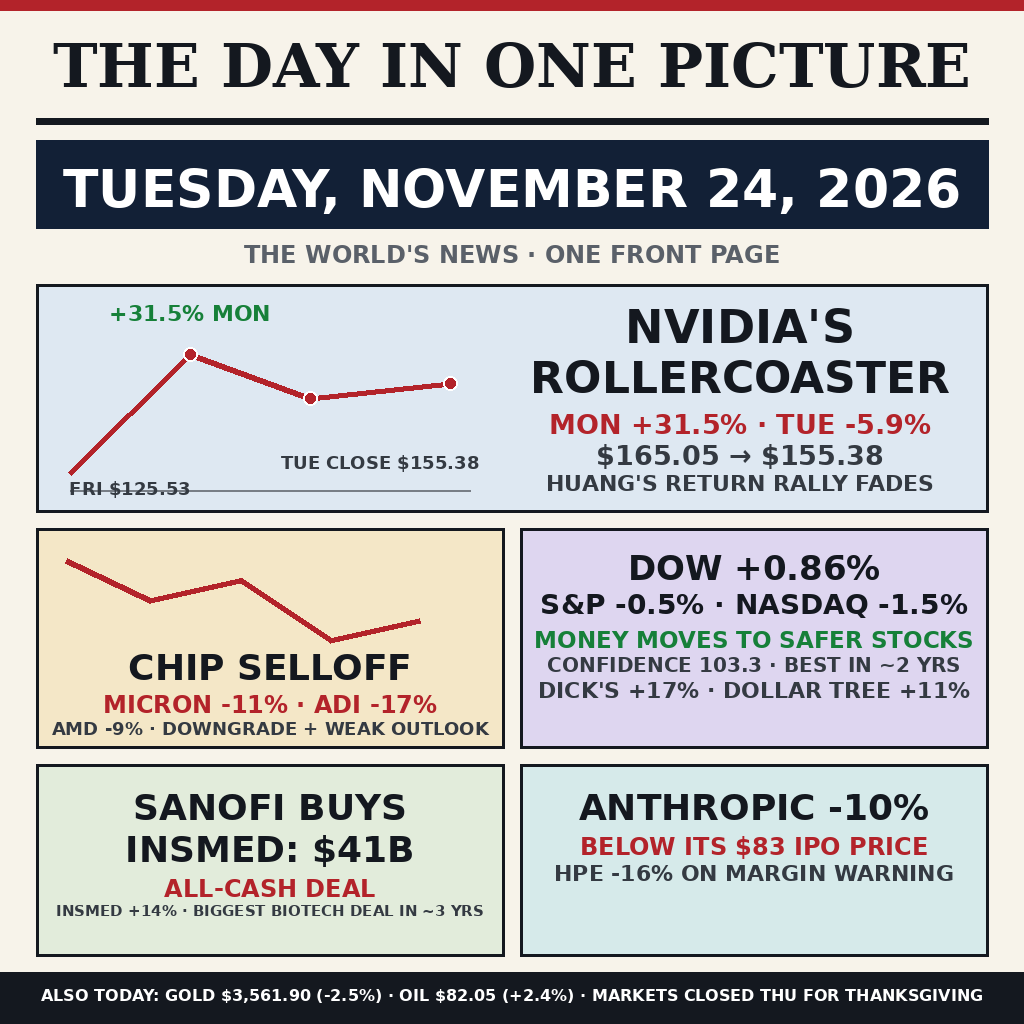 THE DAY IN ONE PICTURE
TUESDAY, NOVEMBER 24, 2026
THE WORLD'S NEWS · ONE FRONT PAGE
+31.5% MON
FRI $125.53
TUE CLOSE $155.38
NVIDIA'S
ROLLERCOASTER
MON +31.5% · TUE -5.9%
$165.05 → $155.38
HUANG'S RETURN RALLY FADES
CHIP SELLOFF
MICRON -11% · ADI -17%
AMD -9% · DOWNGRADE + WEAK OUTLOOK
DOW +0.86%
S&P -0.5% · NASDAQ -1.5%
MONEY MOVES TO SAFER STOCKS
CONFIDENCE 103.3 · BEST IN ~2 YRS
DICK'S +17% · DOLLAR TREE +11%
SANOFI BUYS
INSMED: $41B
ALL-CASH DEAL
INSMED +14% · BIGGEST BIOTECH DEAL IN ~3 YRS
ANTHROPIC -10%
BELOW ITS $83 IPO PRICE
HPE -16% ON MARGIN WARNING
ALSO TODAY: GOLD $3,561.90 (-2.5%) · OIL $82.05 (+2.4%) · MARKETS CLOSED THU FOR THANKSGIVING